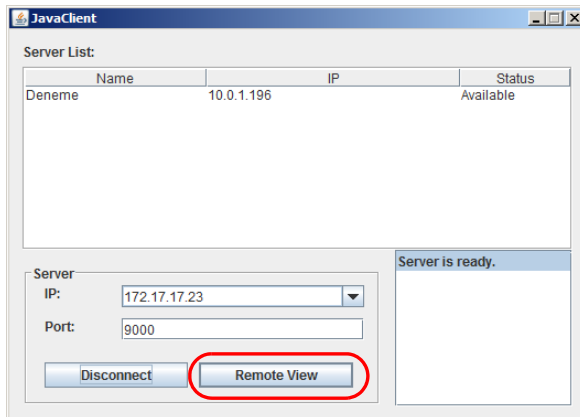 JavaClient
Server List:
Name IP Status
Deneme 10.0.1.196 Available
Server is ready.
Server
IP: 172.17.17.23
Port: 9000
Disconnect Remote View